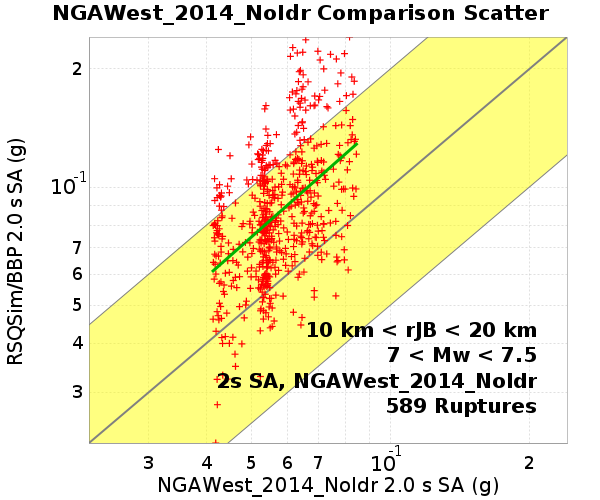 NGAWest_2014_NoIdr Comparison Scatter
RSQSim/BBP 2.0 s SA (g)
2
10-1
7
6
5
4
3
10 km < rJB < 20 km
7 < Mw < 7.5
2s SA, NGAWest_2014_NoIdr
589 Ruptures
3 4 5 6 7 10-1 2
NGAWest_2014_NoIdr 2.0 s SA (g)